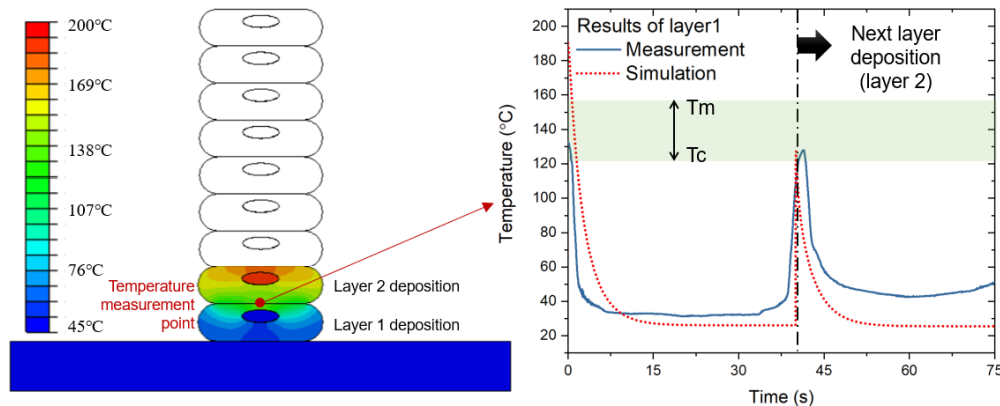 200℃
169℃
138℃
107℃
76℃
45℃
Temperature
measurement
point
Layer 2 deposition
Layer 1 deposition
Results of layer1
Measurement
Simulation
Next layer
deposition
(layer 2)
Tm
Tc
Temperature (°C)
200
180
160
140
120
100
80
60
40
20
0
15
30
45
60
75
Time (s)